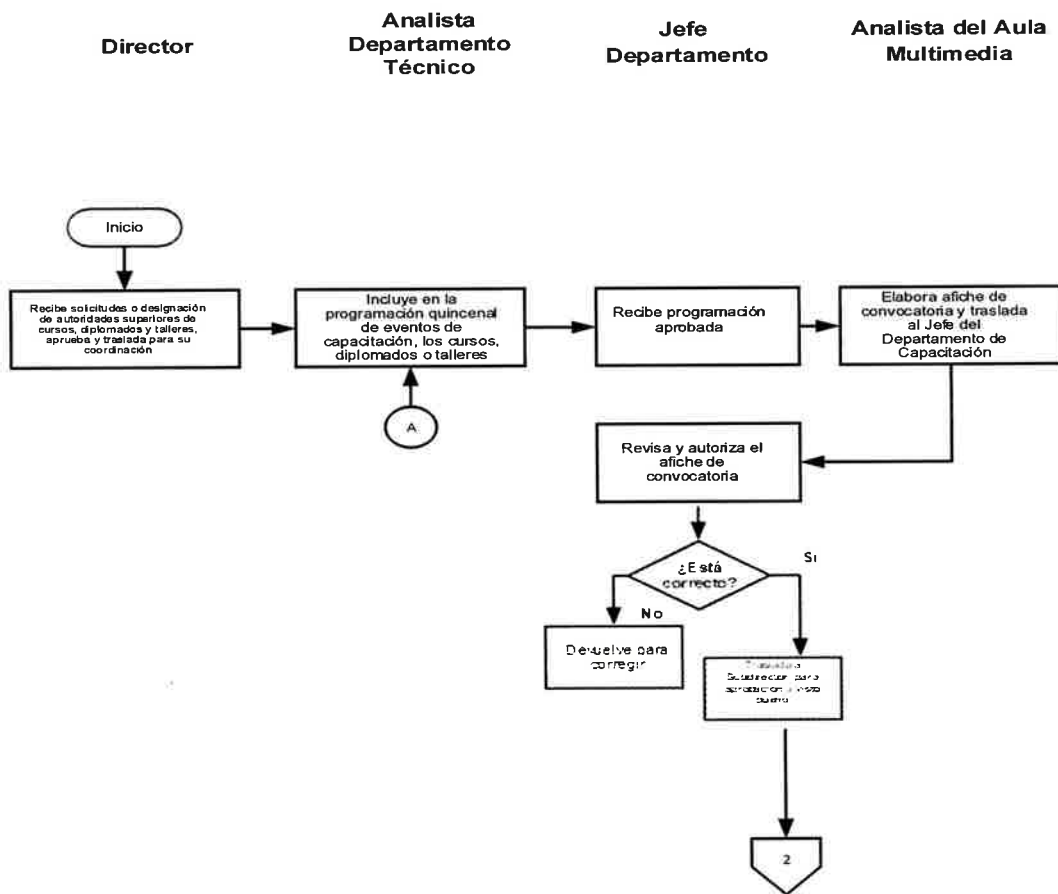 Director
Analista
Departamento
Técnico
Jefe
Departamento
Analista del Aula
Multimedia
Inicio
Recibe solicitudes o designación
de autoridades superiores de
cursos, diplomados y talleres,
aprueba y traslada para su
coordinación
Incluye en la
programación quincenal
de eventos de
capacitación, los cursos,
diplomados o talleres
Recibe programación
aprobada
Elabora afiche de
convocatoria y traslada
al Jefe del
Departamento de
Capacitación
A
Revisa y autoriza el
afiche de
convocatoria
¿Está
correcto?
Si
No
Devuelve para
corregir
para
2